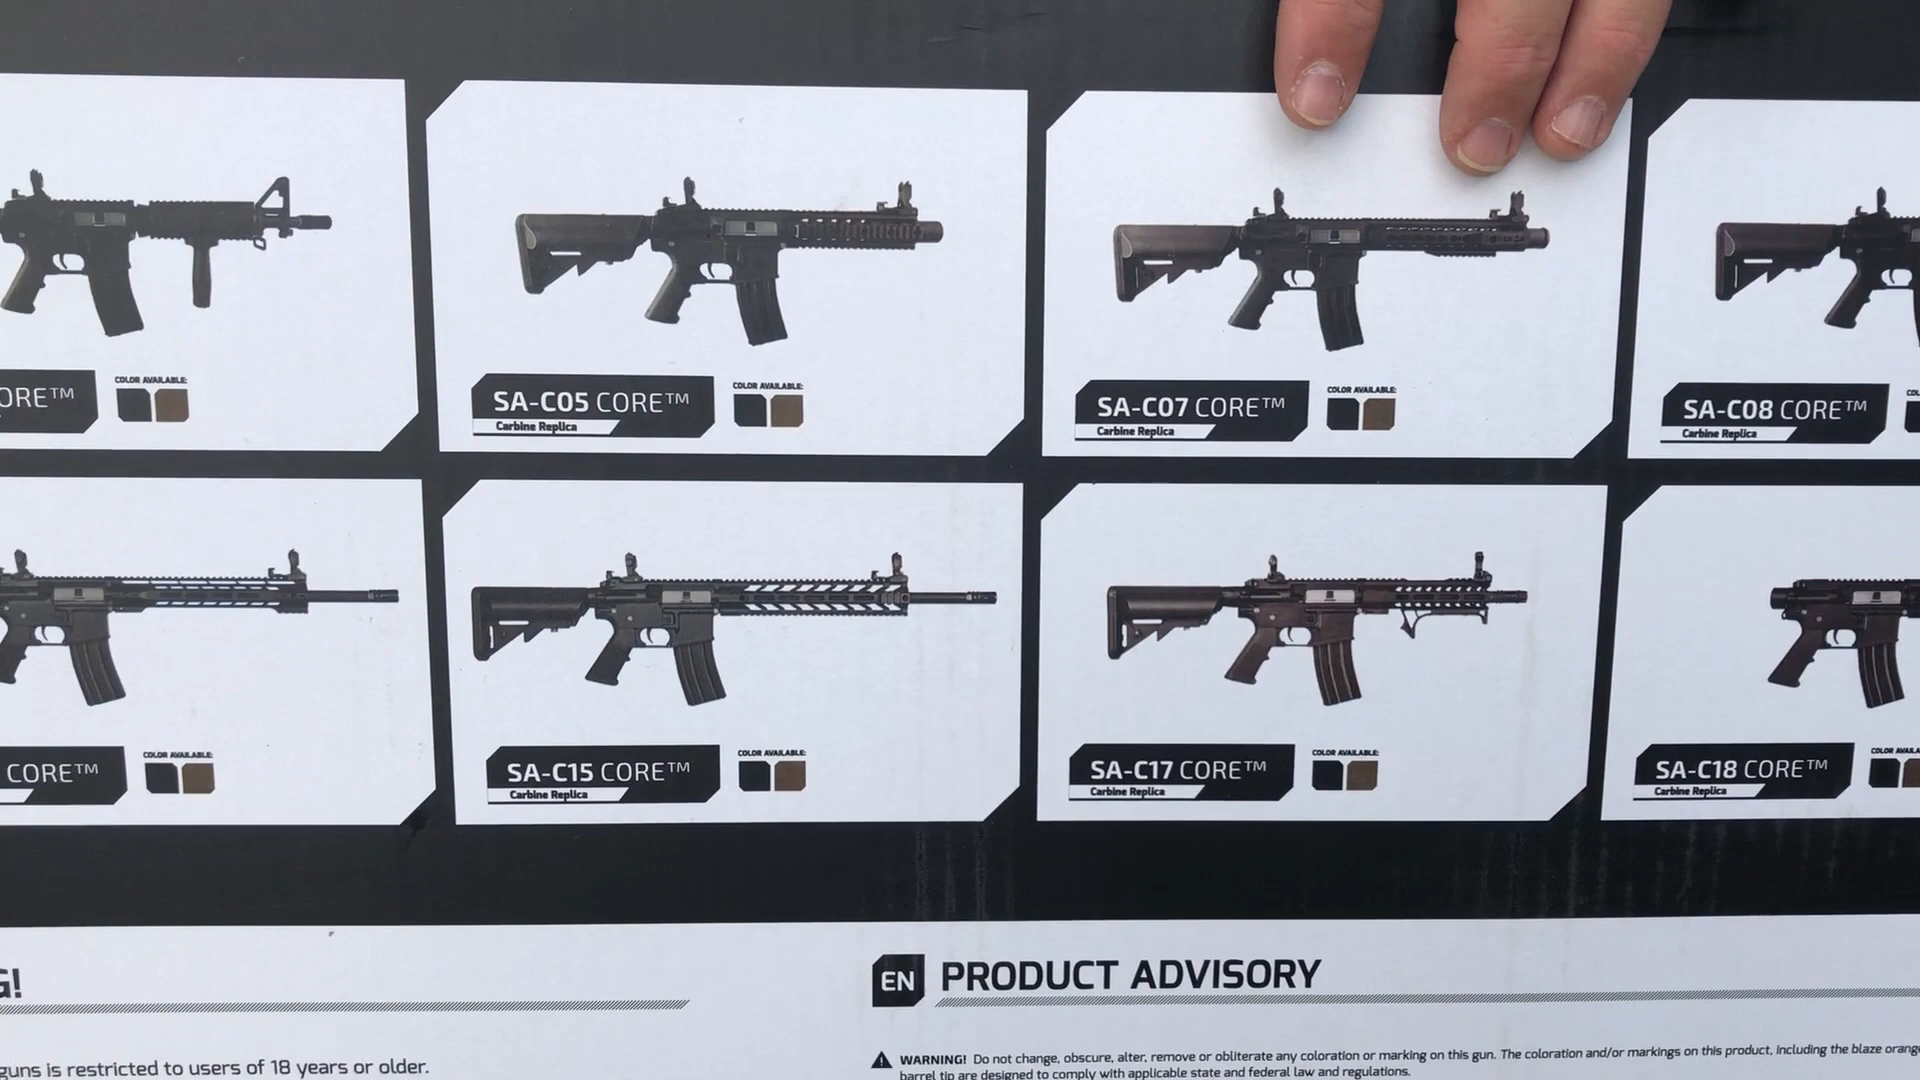 ORE™
COLOR AVAILABLE:
SA-C05 CORE™
Carbine Replica
COLOR AVAILABLE:
SA-C07 CORE™
Carbine Replica
COLOR AVAILABLE:
SA-C08 CORE™
Carbine Replica
COL
CORE™
COLOR AVAILABLE:
SA-C15 CORE™
Carbine Replica
COLOR AVAILABLE:
SA-C17 CORE™
Carbine Replica
COLOR AVAILABLE:
SA-C18 CORE™
Carbine Replica
COLOR AVAILA
G!
guns is restricted to users of 18 years or older.
EN PRODUCT ADVISORY
WARNING! Do not change, obscure, alter, remove or obliterate any coloration or marking on this gun. The coloration and/or markings on this product, including the blaze orange
barrel tip are designed to comply with applicable state and federal law and regulations.